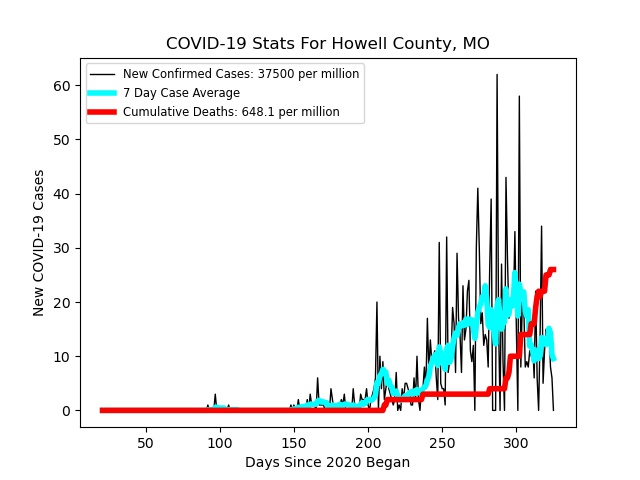 COVID-19 Stats For Howell County, MO
New Confirmed Cases: 37500 per million
7 Day Case Average
Cumulative Deaths: 648.1 per million
New COVID-19 Cases
60
50
40
30
20
10
0
50 100 150 200 250 300
Days Since 2020 Began